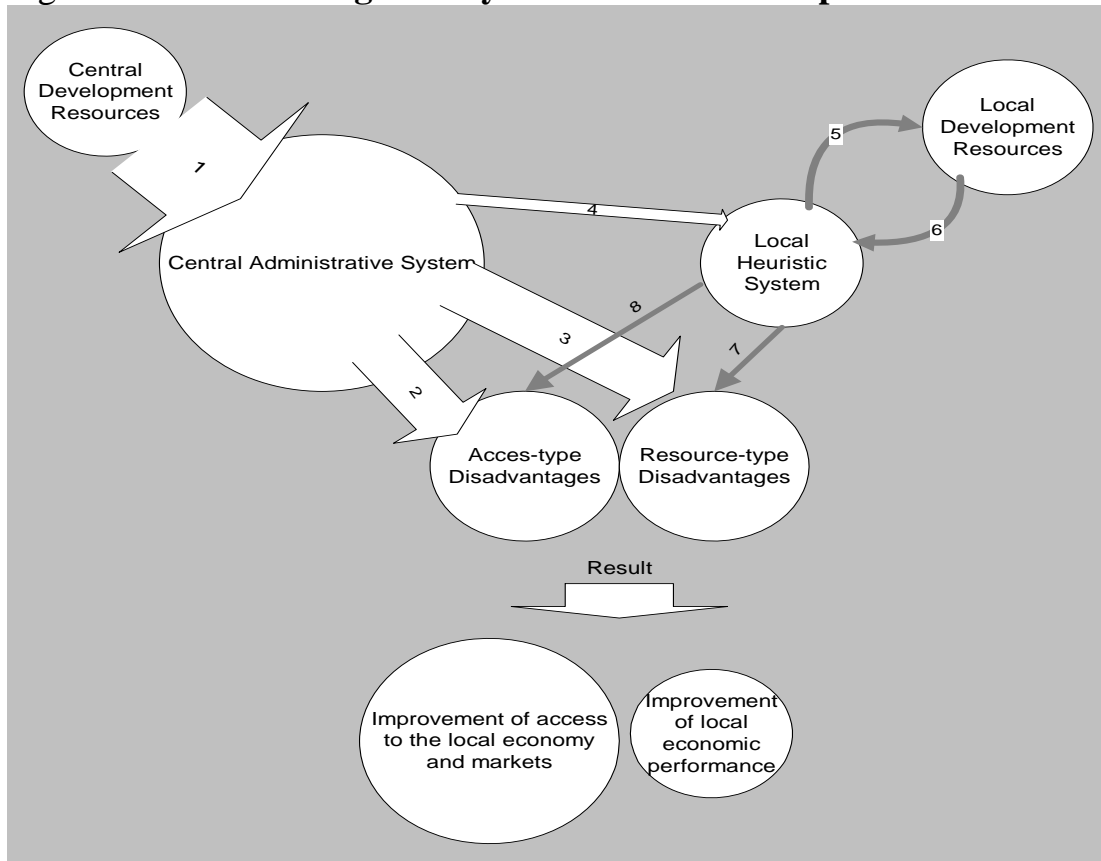 Central
Development
Resources
1
Central Administrative System
4
5
Local
Development
Resources
6
Local
Heuristic
System
8
3
7
2
Acces-type
Disadvantages
Resource-type
Disadvantages
Result
Improvement of access
to the local economy
and markets
Improvement
of local
economic
performance